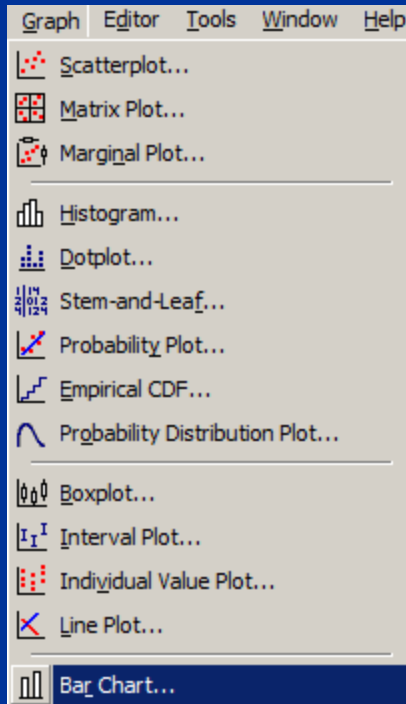 Graph Editor Tools Window Help
Scatterplot...
Matrix Plot...
Marginal Plot...
Histogram...
Dotplot...
Stem-and-Leaf...
Probability Plot...
Empirical CDF...
Probability Distribution Plot...
Boxplot...
Interval Plot...
Individual Value Plot...
Line Plot...
Bar Chart...